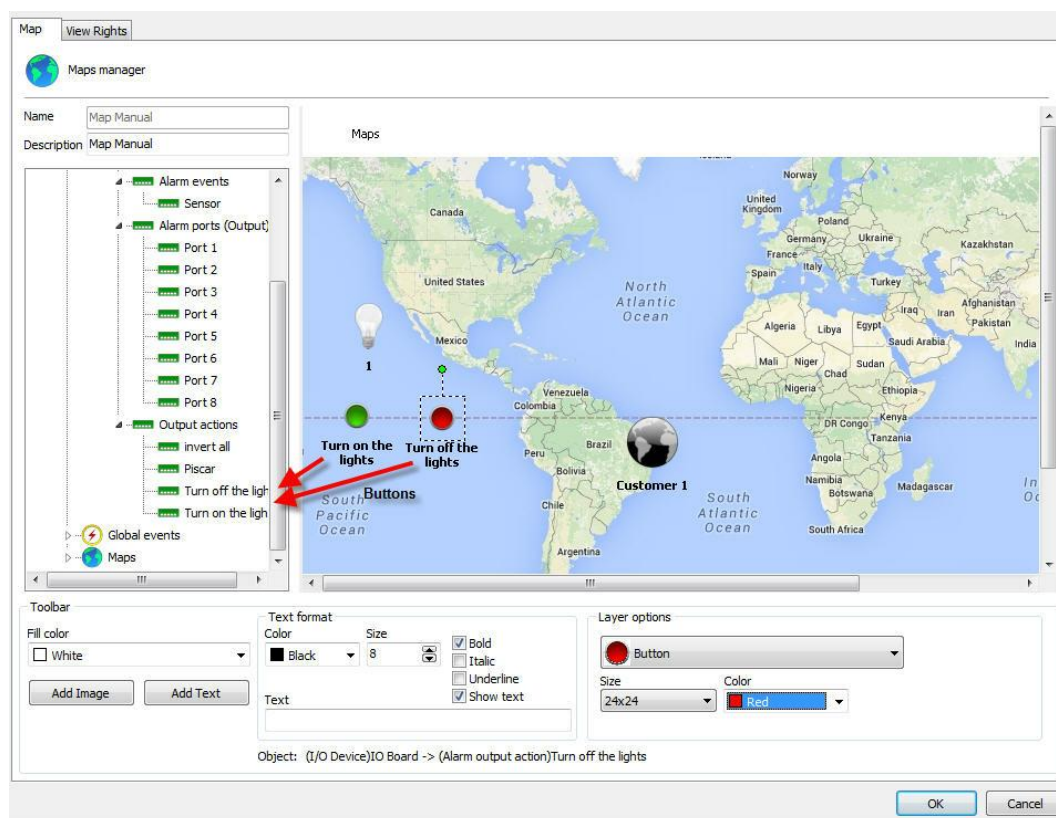 Map View Rights
Maps manager
Name Map Manual
Description Map Manual
Alarm events
Sensor
Alarm ports (Output)
Port 1
Port 2
Port 3
Port 4
Port 5
Port 6
Port 7
Port 8
Output actions
invert all
Piscar
Turn off the ligh
Turn on the ligh
Global events
Maps
Maps
Norway
United
Kingdom
Poland
Germany
Ukraine
Kazakhstan
France
Italy
Spain
Turkey
Canada
United States
North
Atlantic
Ocean
Afghanistan
Iraq
Iran
Pakistan
Algeria
Libya
Egypt
Saudi Arabia
India
Mexico
1
Mali
Niger
Chad
Sudan
Nigeria
Ethiopia
Venezuela
Colombia
Kenya
DR Congo
Tanzania
Turn on the
lights
Turn off the
lights
Buttons
Peru
Brazil
Bolivia
Customer 1
Angola
Namibia
Botswana
Madagascar
South
Pacific
Ocean
Chile
South
Atlantic
Ocean
South Africa
In
Oc
Argentina
Toolbar
Fill color
White
Add Image Add Text
Text format
Color Size
Black 8
Bold
Italic
Underline
Show text
Text
Layer options
Button
Size Color
24x24 Red
Object: (I/O Device)IO Board -> (Alarm output action)Turn off the lights
OK Cancel